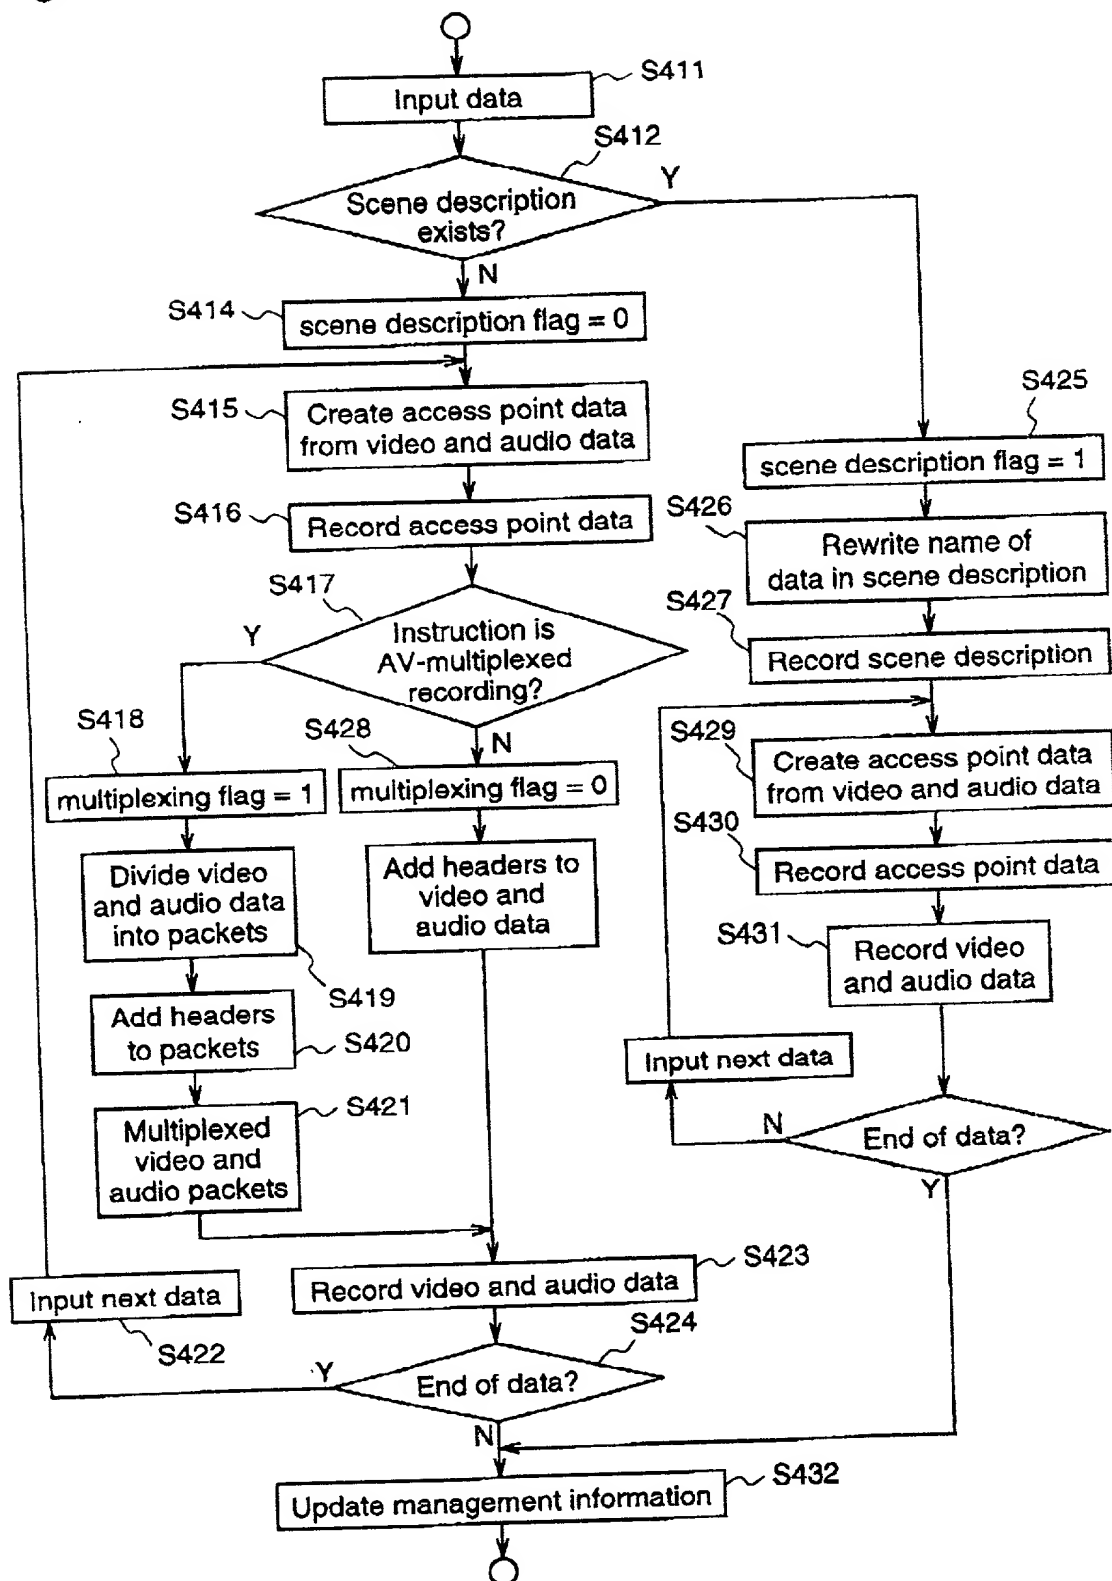 S411
Input data
S412
Y
Scene description
exists?
N
S414
scene description flag = 0
S415
Create access point data
from video and audio data
S416
Record access point data
S417
Y
Instruction is
AV-multiplexed
recording?
N
S418
multiplexing flag = 1
S428
multiplexing flag = 0
Divide video
and audio data
into packets
S419
Add headers to
video and
audio data
Add headers
to packets
S420
S421
Multiplexed
video and
audio packets
S423
Record video and audio data
Input next data
S422
S424
Y
End of data?
N
S425
scene description flag = 1
S426
Rewrite name of
data in scene description
S427
Record scene description
S429
Create access point data
from video and audio data
S430
Record access point data
S431
Record video
and audio data
Input next data
N
End of data?
Y
S432
Update management information